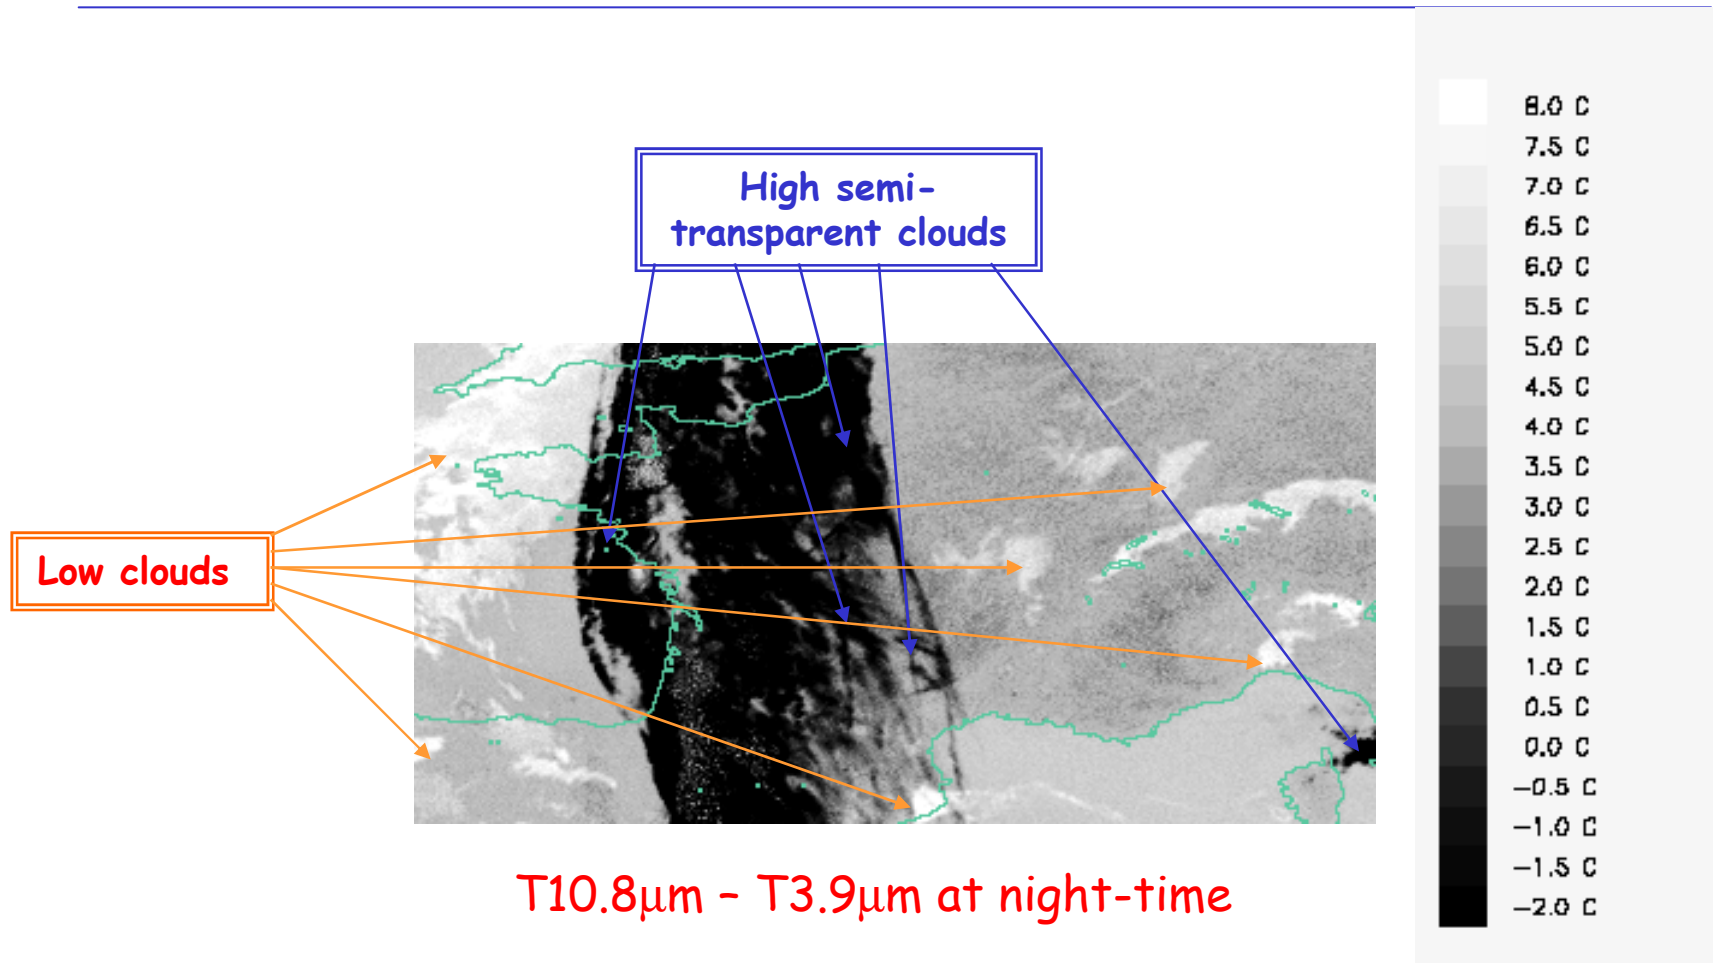 High semi-
transparent clouds
Low clouds
T10.8μm – T3.9μm at night-time
8.0 C
7.5 C
7.0 C
6.5 C
6.0 C
5.5 C
5.0 C
4.5 C
4.0 C
3.5 C
3.0 C
2.5 C
2.0 C
1.5 C
1.0 C
0.5 C
0.0 C
−0.5 C
−1.0 C
−1.5 C
−2.0 C